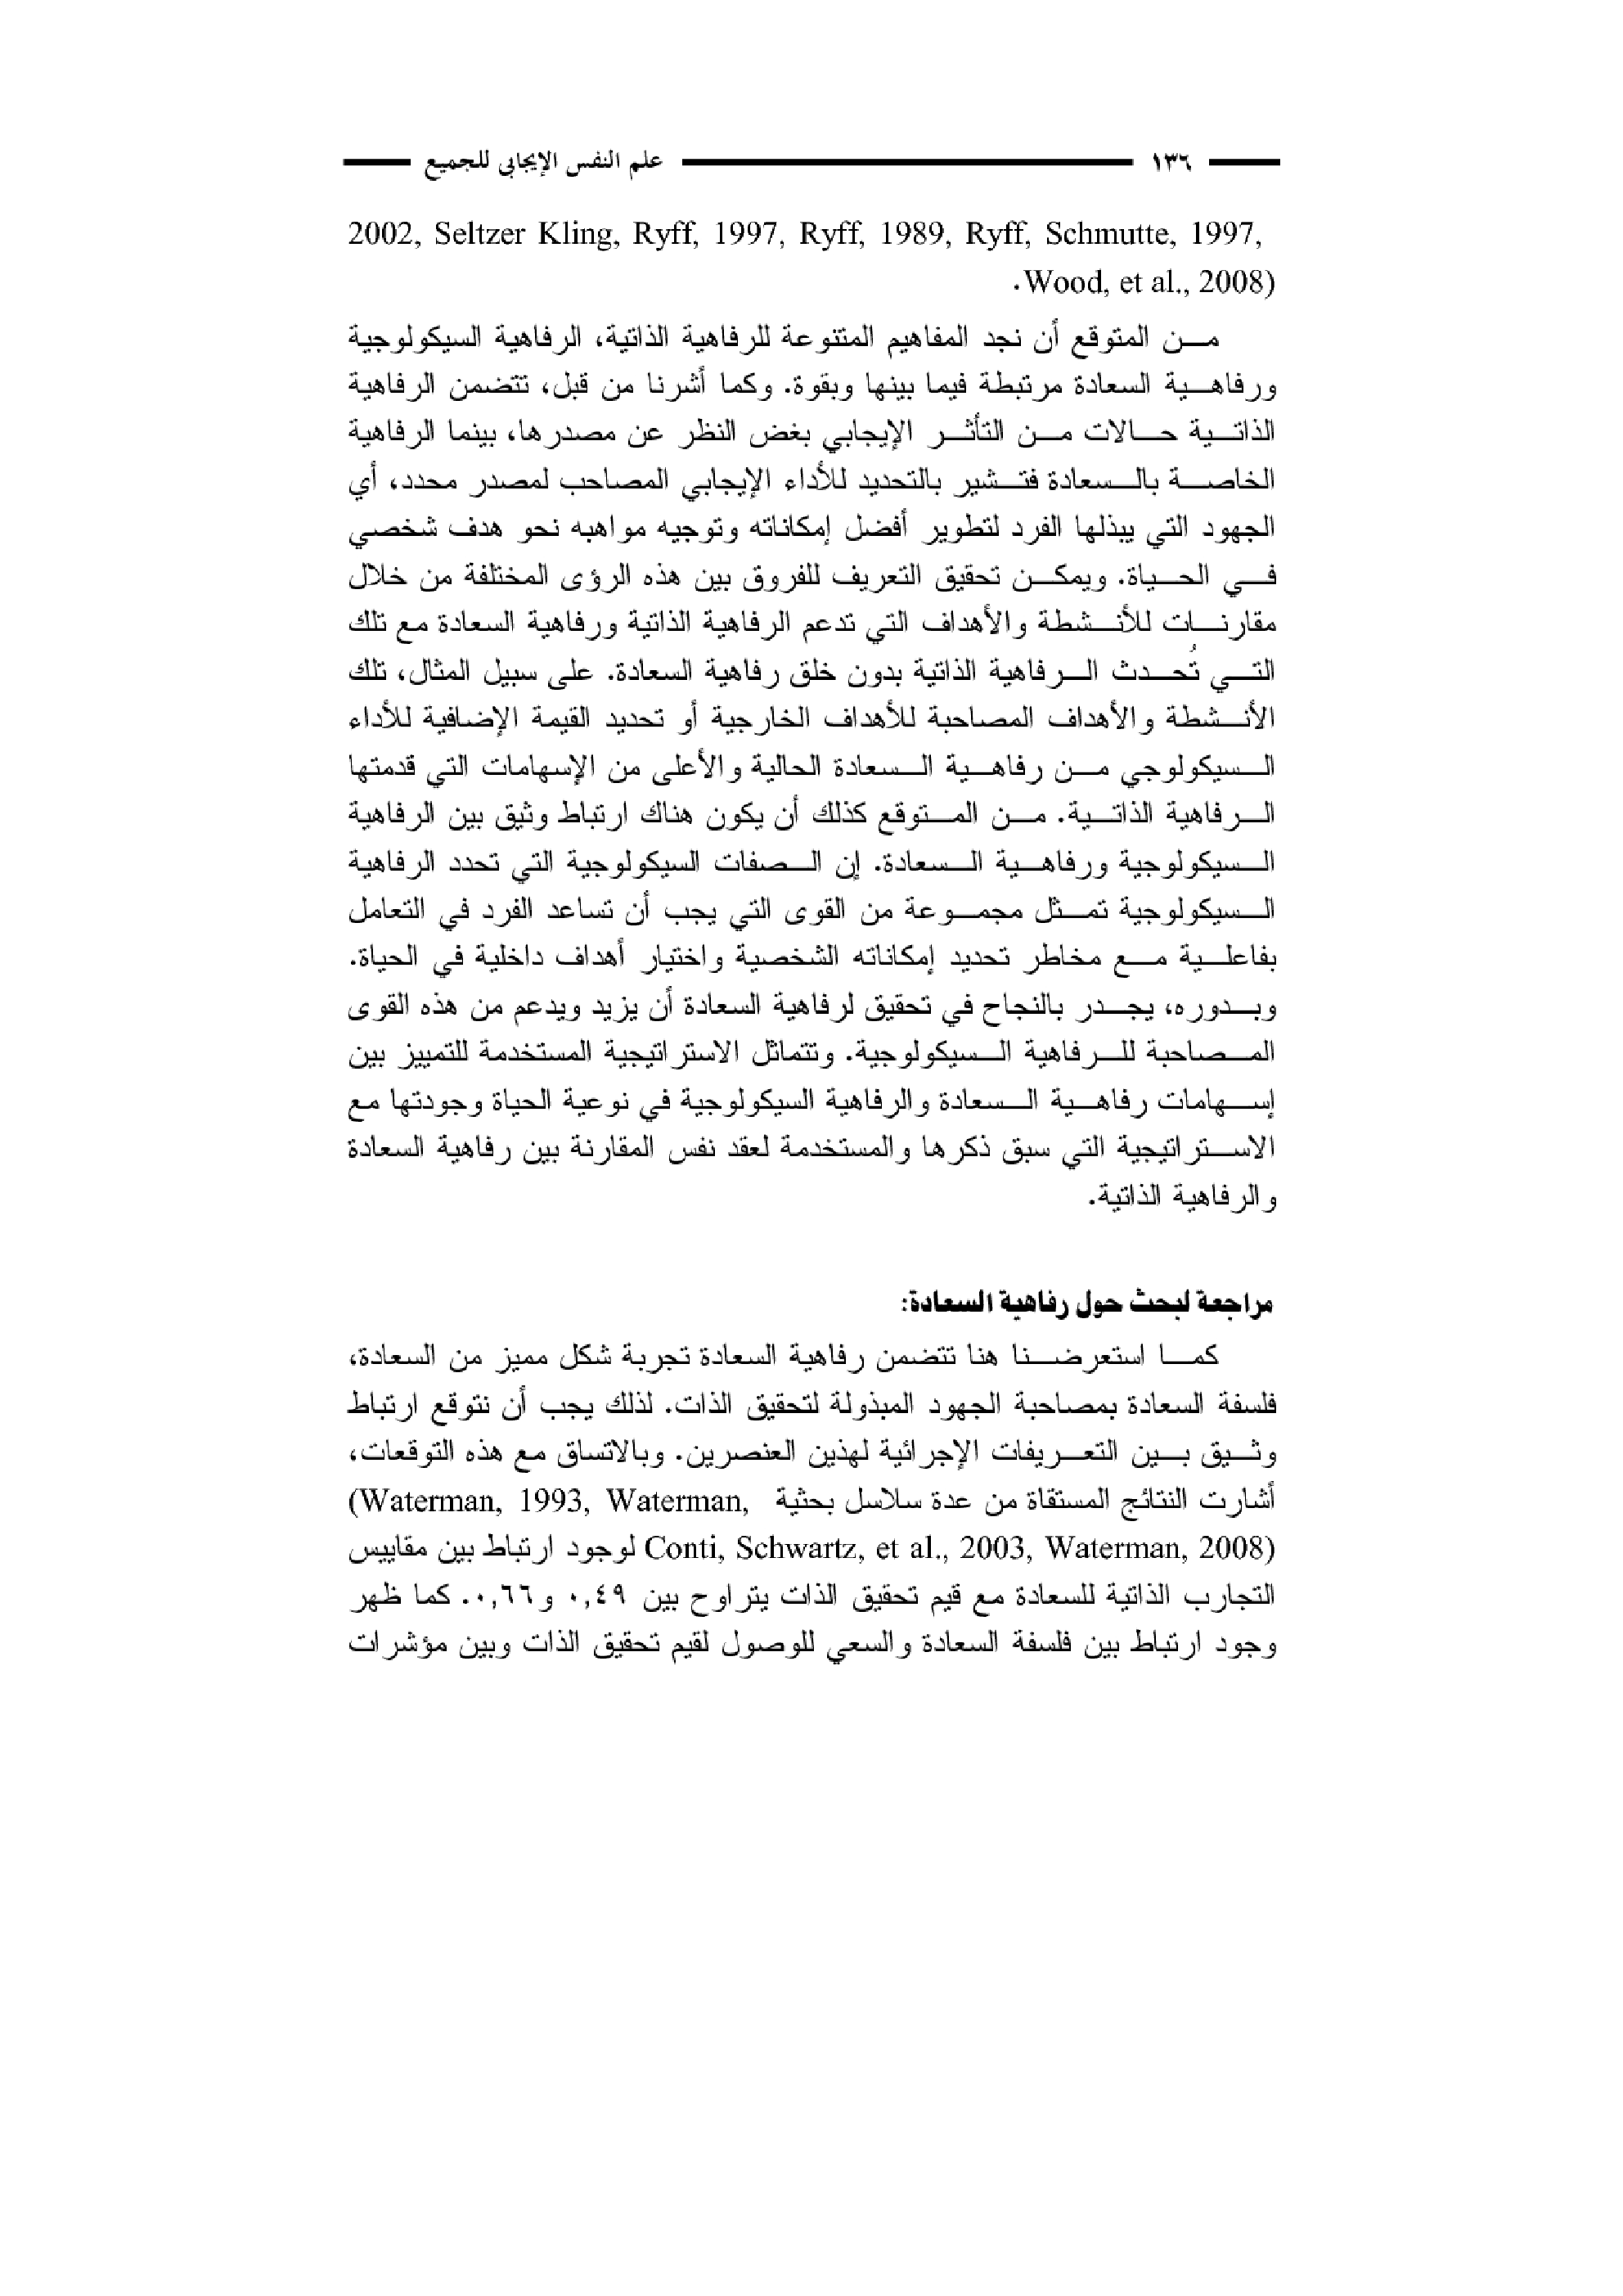 ١٣٦ علم النفس الإيجابي للجميع
2002, Seltzer Kling, Ryff, 1997, Ryff, 1989, Ryff, Schmutte, 1997,
Wood, et al., 2008).
من المتوقع أن نجد المفاهيم المتنوعة للرفاهية الذاتية، الرفاهية السيكولوجية
ورفاهية السعادة مرتبطة فيما بينها وبقوة. وكما أشرنا من قبل، تتضمن الرفاهية
الذاتية حالات من التأثر الإيجابي بغض النظر عن مصدرها، بينما الرفاهية
الخاصة بالسعادة فتشير بالتحديد للأداء الإيجابي المصاحب لمصدر محدد، أي
الجهود التي يبذلها الفرد لتطوير أفضل إمكاناته وتوجيه مواهبه نحو هدف شخصي
في الحياة. ويمكن تحقيق التعريف للفروق بين هذه الرؤى المختلفة من خلال
مقارنات للأنشطة والأهداف التي تدعم الرفاهية الذاتية ورفاهية السعادة مع تلك
التي تُحدث الرفاهية الذاتية بدون خلق رفاهية السعادة. على سبيل المثال، تلك
الأنشطة والأهداف المصاحبة للأهداف الخارجية أو تحديد القيمة الإضافية للأداء
السيكولوجي من رفاهية السعادة الحالية والأعلى من الإسهامات التي قدمتها
الرفاهية الذاتية. من المتوقع كذلك أن يكون هناك ارتباط وثيق بين الرفاهية
السيكولوجية ورفاهية السعادة. إن الصفات السيكولوجية التي تحدد الرفاهية
السيكولوجية تمثل مجموعة من القوى التي يجب أن تساعد الفرد في التعامل
بفاعلية مع مخاطر تحديد إمكاناته الشخصية واختيار أهداف داخلية في الحياة.
وبدوره، يجدر بالنجاح في تحقيق لرفاهية السعادة أن يزيد ويدعم من هذه القوى
المصاحبة للرفاهية السيكولوجية. وتتماثل الاستراتيجية المستخدمة للتمييز بين
إسهامات رفاهية السعادة والرفاهية السيكولوجية في نوعية الحياة وجودتها مع
الاستراتيجية التي سبق ذكرها والمستخدمة لعقد نفس المقارنة بين رفاهية السعادة
والرفاهية الذاتية.
مراجعة لبحث حول رفاهية السعادة:
كما استعرضنا هنا تتضمن رفاهية السعادة تجربة شكل مميز من السعادة،
فلسفة السعادة بمصاحبة الجهود المبذولة لتحقيق الذات. لذلك يجب أن نتوقع ارتباط
وثيق بين التعريفات الإجرائية لهذين العنصرين. وبالاتساق مع هذه التوقعات،
أشارت النتائج المستقاة من عدة سلاسل بحثية (Waterman, 1993, Waterman,
Conti, Schwartz, et al., 2003, Waterman, 2008) لوجود ارتباط بين مقاييس
التجارب الذاتية للسعادة مع قيم تحقيق الذات يتراوح بين ٠,٤٩ و٠,٦٦. كما ظهر
وجود ارتباط بين فلسفة السعادة والسعي للوصول لقيم تحقيق الذات وبين مؤشرات